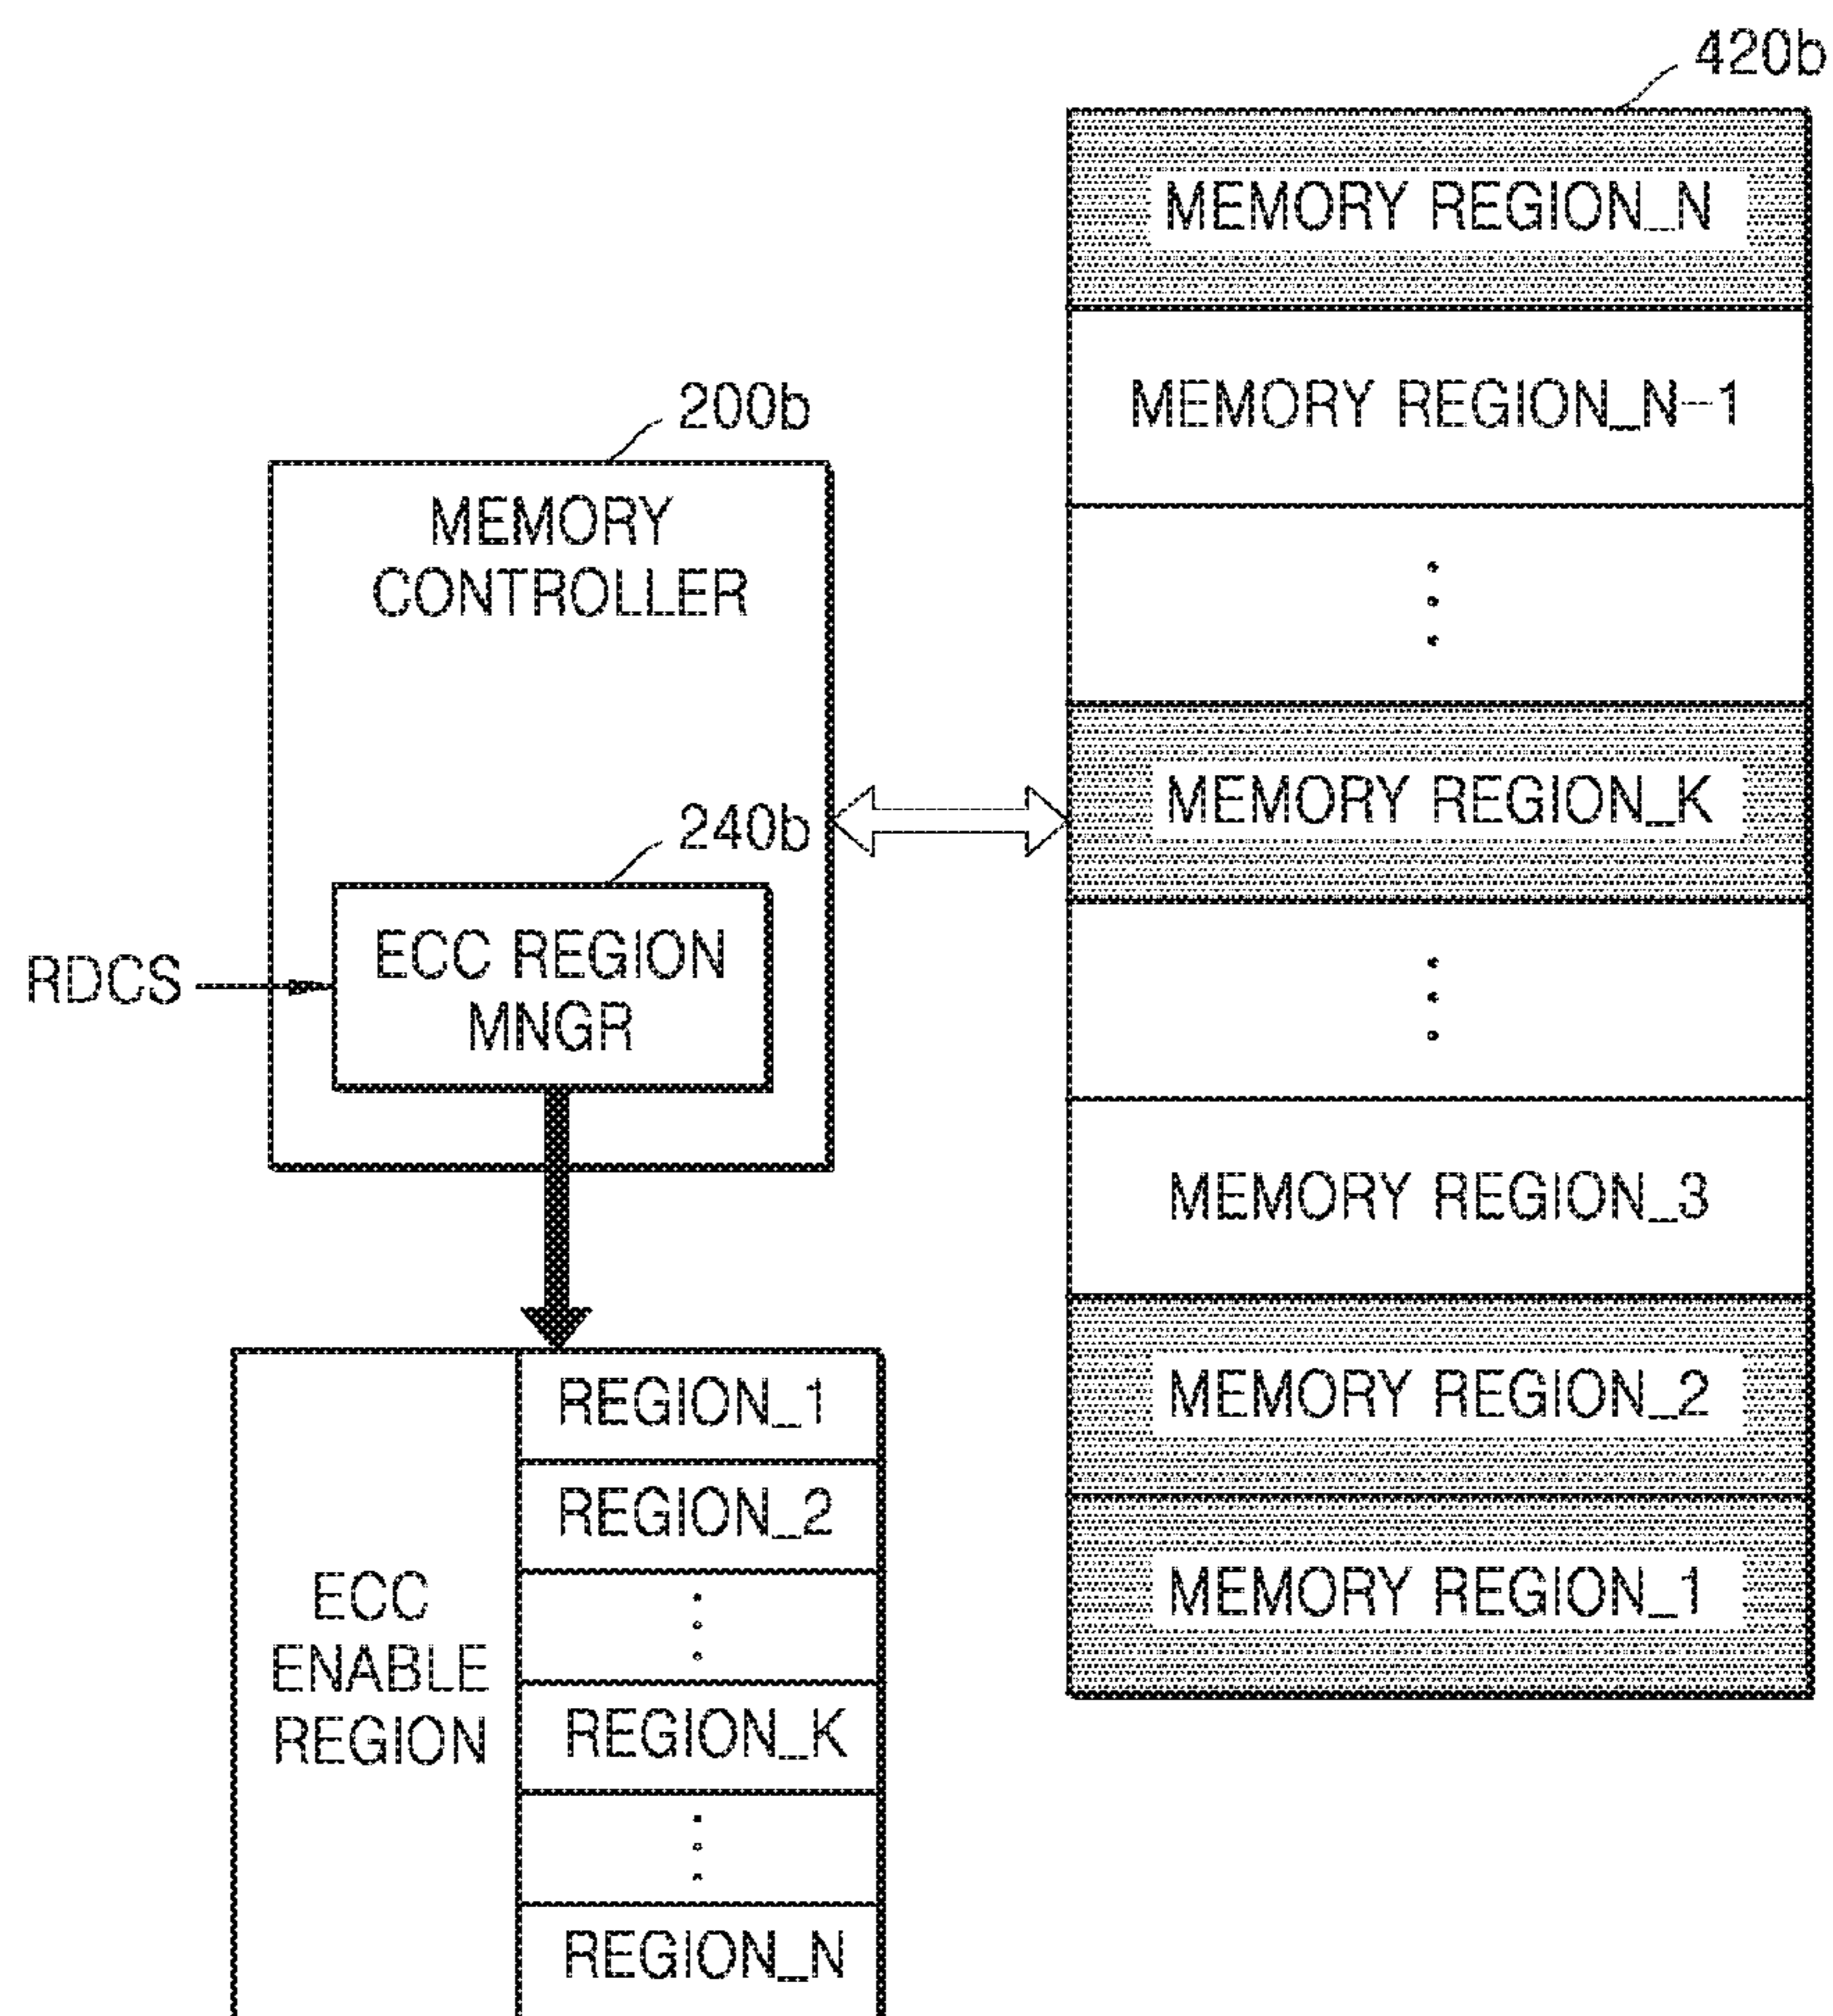 420b
MEMORY REGION_N
MEMORY REGION_N-1
200b
MEMORY
CONTROLLER
MEMORY REGION_K
240b
ECC REGION
MNGR
RDCS
MEMORY REGION_3
MEMORY REGION_2
MEMORY REGION_1
ECC
ENABLE
REGION
REGION_1
REGION_2
REGION_K
REGION_N